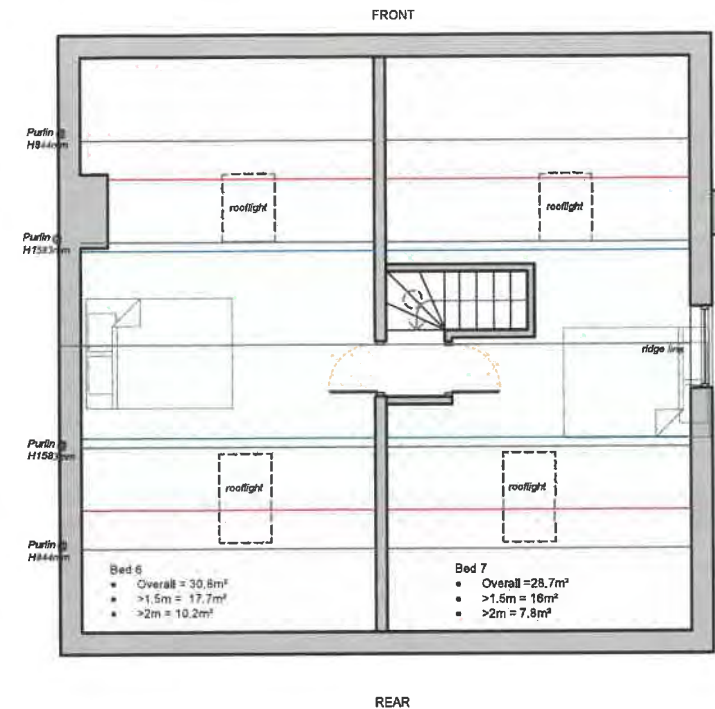 FRONT
Purlin @
H844mm
rooflight
rooflight
Purlin @
H1583mm
ridge line
Purlin @
H1583mm
rooflight
rooflight
Purlin @
H844mm
Bed 6
• Overall = 30.6m²
• >1.5m = 17.7m²
• >2m = 10.2m²
Bed 7
• Overall =28.7m²
• >1.5m = 16m²
• >2m = 7.8m²
REAR